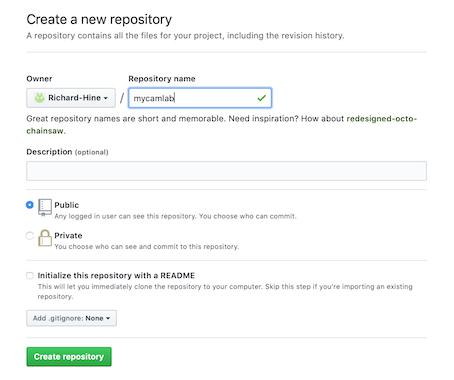 Create a new repository
A repository contains all the files for your project, including the revision history.
Owner
Repository name
Richard-Hine
/
mycamlab
Great repository names are short and memorable. Need inspiration? How about redesigned-octo-
chainsaw.
Description (optional)
Public
Any logged in user can see this repository. You choose who can commit.
Private
You choose who can see and commit to this repository.
Initialize this repository with a README
This will let you immediately clone the repository to your computer. Skip this step if you're importing an existing
repository.
Add .gitignore: None
Create repository